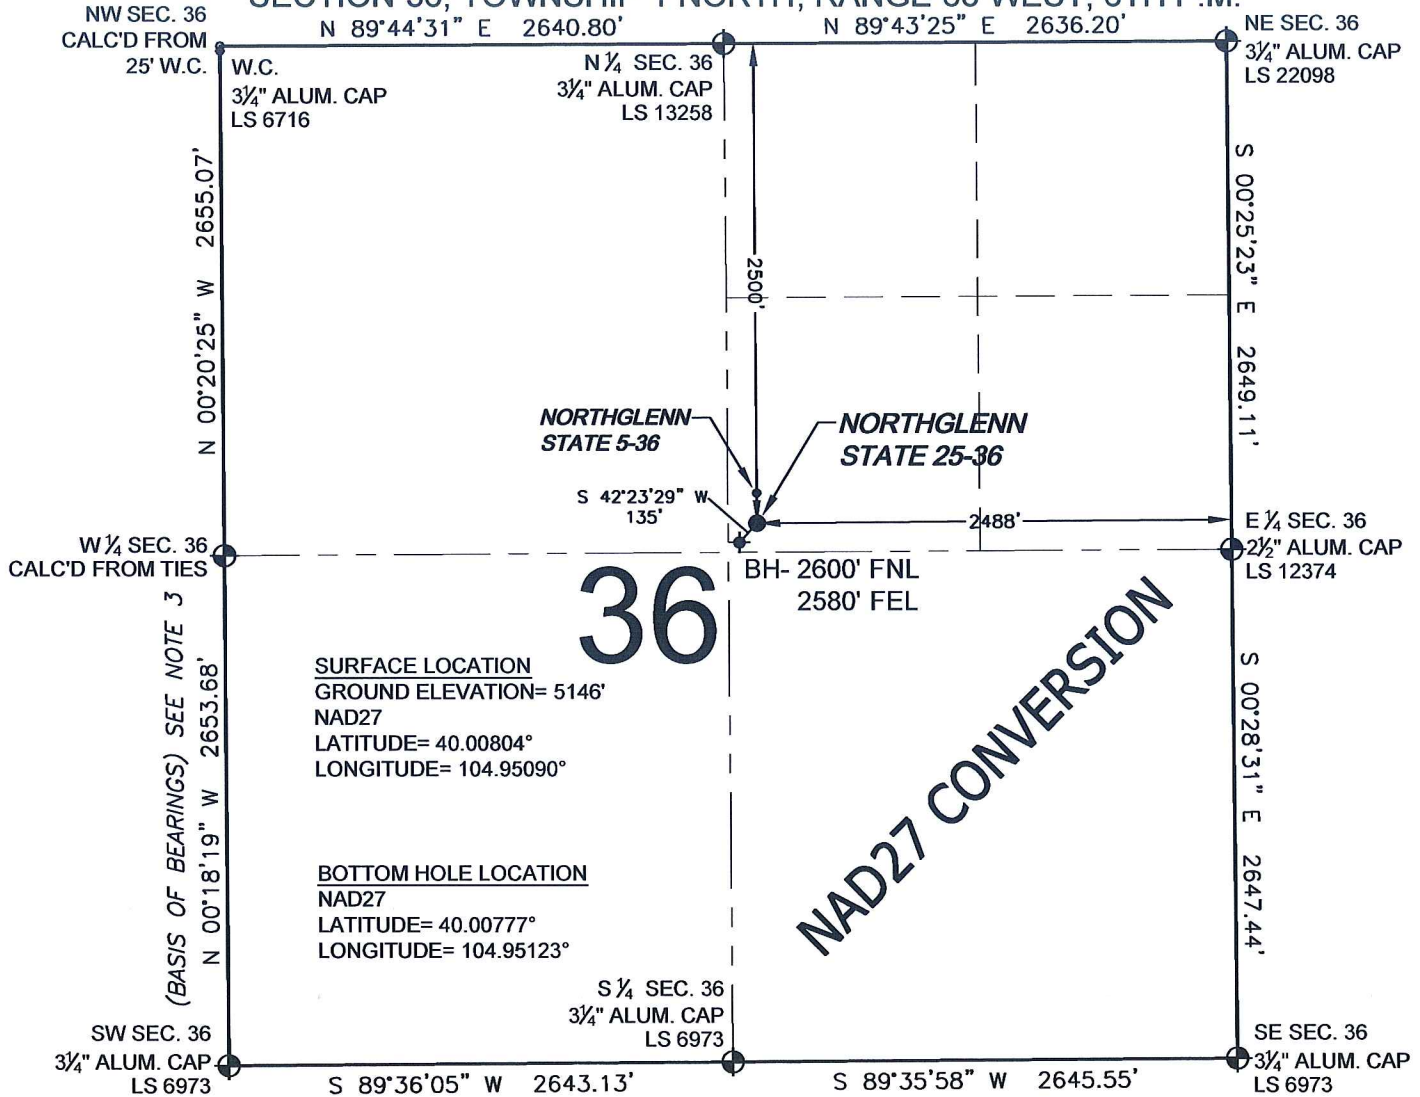 N 89°44'31" E 2640.80'
N 89°43'25" E 2636.20'
NW SEC. 36
CALC'D FROM
25' W.C.
W.C.
3¼" ALUM. CAP
LS 6716
N ¼ SEC. 36
3¼" ALUM. CAP
LS 13258
NE SEC. 36
3¼" ALUM. CAP
LS 22098
N 00°20'25" W 2655.07'
2500'
S 00°25'23" E 2649.11'
NORTHGLENN
STATE 5-36
NORTHGLENN
STATE 25-36
S 42°23'29" W
135'
2488'
W ¼ SEC. 36
CALC'D FROM TIES
E ¼ SEC. 36
2½" ALUM. CAP
LS 12374
BH- 2600' FNL
2580' FEL
36
(BASIS OF BEARINGS) SEE NOTE 3
N 00°18'19" W 2653.68'
SURFACE LOCATION
GROUND ELEVATION= 5146'
NAD27
LATITUDE= 40.00804°
LONGITUDE= 104.95090°
BOTTOM HOLE LOCATION
NAD27
LATITUDE= 40.00777°
LONGITUDE= 104.95123°
NAD27 CONVERSION
S 00°28'31" E 2647.44'
SW SEC. 36
3¼" ALUM. CAP
LS 6973
S ¼ SEC. 36
3¼" ALUM. CAP
LS 6973
SE SEC. 36
3¼" ALUM. CAP
LS 6973
S 89°36'05" W 2643.13'
S 89°35'58" W 2645.55'